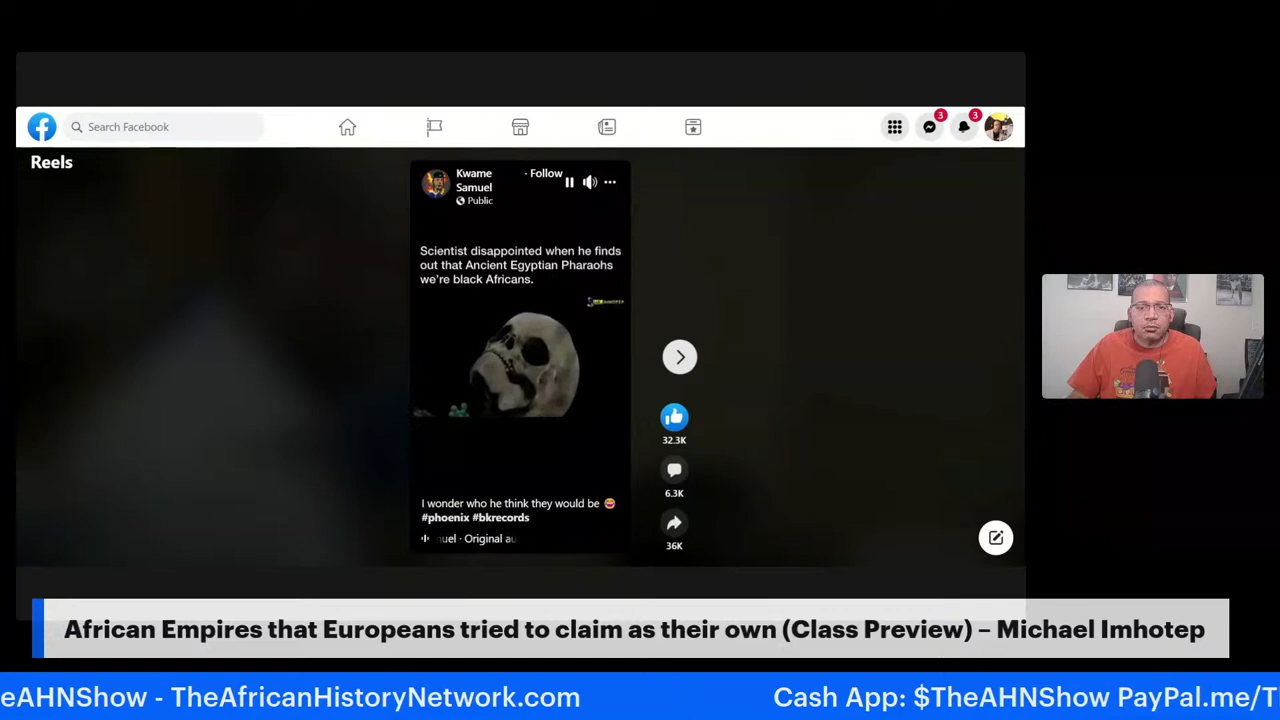 Search Facebook
3
3
Reels
Kwame
Samuel
· Follow
Public
Scientist disappointed when he finds
out that Ancient Egyptian Pharaohs
we're black Africans.
32.3K
6.3K
36K
I wonder who he think they would be 😆
#phoenix #bkrecords
uel · Original au
African Empires that Europeans tried to claim as their own (Class Preview) – Michael Imhotep
eAHNShow - TheAfricanHistoryNetwork.com Cash App: $TheAHNShow PayPal.me/T